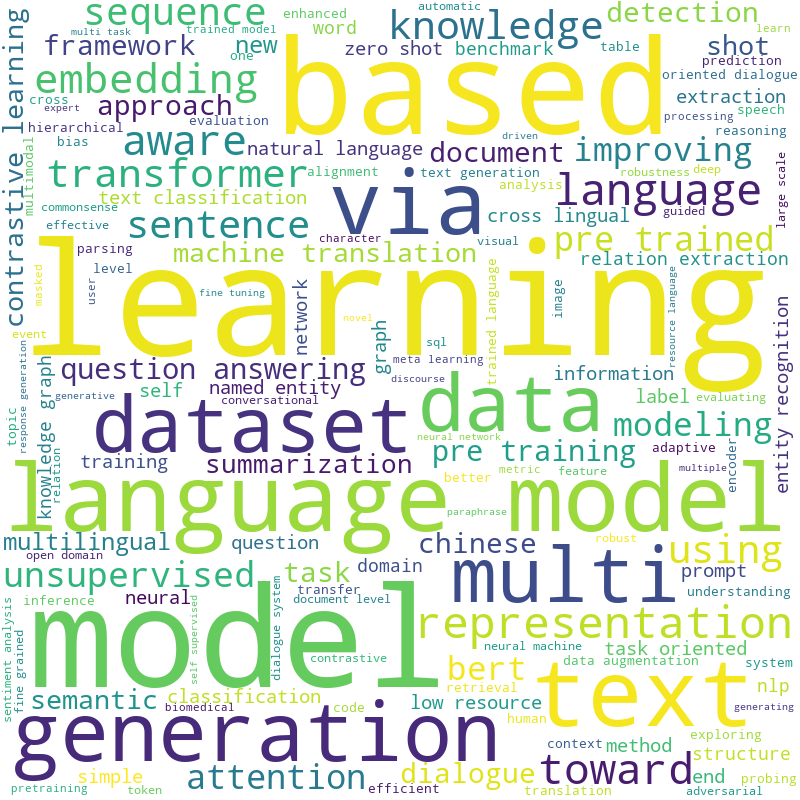 automatic
multi task
trained model
enhanced
sequence
word
knowledge
detection
learn
framework
new
one
zero shot
benchmark
table
shot
prediction
oriented dialogue
based
embedding
cross
expert
approach
extraction
speech
processing
hierarchical
evaluation
aware
driven
reasoning
contrastive learning
bias
natural language
document
improving
multimodal
transformer
alignment
text generation
robustness
deep
large scale
commonsense
text classification
via
analysis
language
guided
effective
sentence
cross lingual
character
visual
pre trained
parsing
machine translation
relation extraction
level
masked
user
learning
fine tuning
network
trained language
image
resource language
novel
event
sql
graph
meta learning
question answering
information
response generation
knowledge graph
self
named entity
discourse
generative
conversational
label
evaluating
topic
dataset
data
modeling
entity recognition
relation
neural network
pre training
adaptive
training
summarization
metric
feature
multiple
encoder
better
language model
paraphrase
multilingual
question
chinese
robust
using
open domain
multi
unsupervised
task
domain
prompt
understanding
inference
neural
transfer
document level
representation
sentiment analysis
fine grained
self supervised
dialogue system
model
contrastive
neural machine
task oriented
system
bert
data augmentation
nlp
semantic
classification
retrieval
text
generating
low resource
biomedical
code
human
generation
exploring
context
method
structure
toward
simple
attention
dialogue
end
probing
pretraining
token
efficient
translation
adversarial